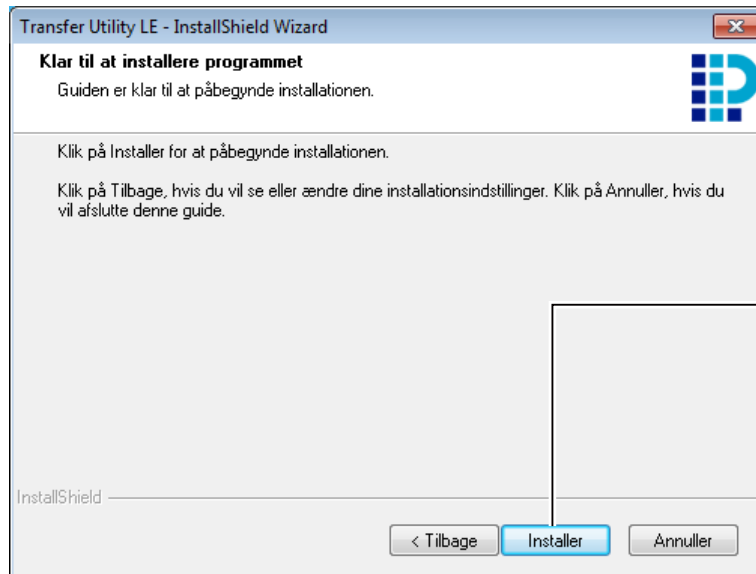 Transfer Utility LE - InstallShield Wizard
Klar til at installere programmet
Guiden er klar til at påbegynde installationen.
Klik på Installer for at påbegynde installationen.
Klik på Tilbage, hvis du vil se eller ændre dine installationsindstillinger. Klik på Annuller, hvis du
vil afslutte denne guide.
InstallShield
< Tilbage
Installer
Annuller